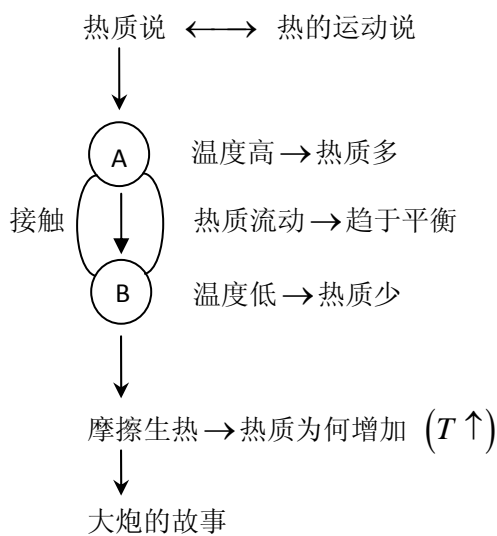 热质说 ⟷ 热的运动说
A 温度高→热质多
接触 热质流动→趋于平衡
B 温度低→热质少
摩擦生热→热质为何增加 (T↑)
大炮的故事